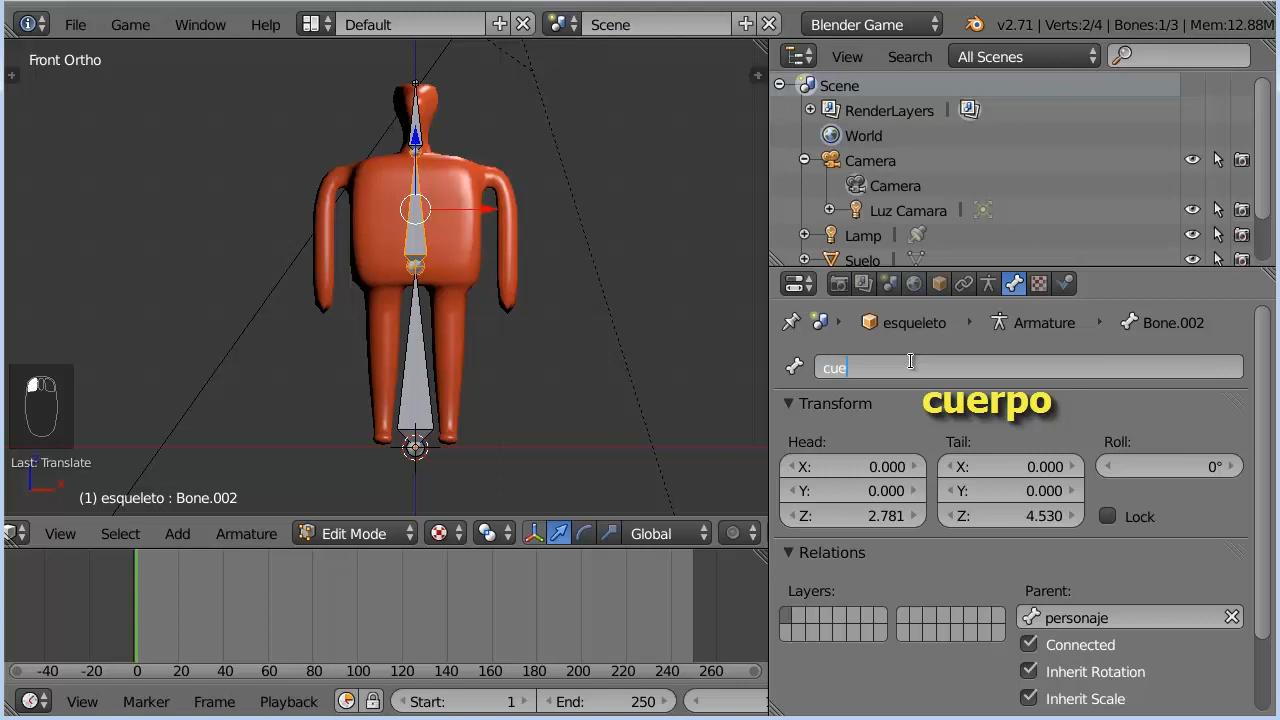 File Game Window Help Default Scene Blender Game v2.71 | Verts:2/4 | Bones:1/3 | Mem:12.88M
Front Ortho
View Search All Scenes
Scene
RenderLayers
World
Camera
Camera
Luz Camara
Lamp
Suelo
esqueleto Armature Bone.002
cue
cuerpo
Transform
Head: Tail: Roll:
X: 0.000 X: 0.000 0°
Y: 0.000 Y: 0.000
Z: 2.781 Z: 4.530 Lock
Relations
Layers: Parent:
personaje
Connected
Inherit Rotation
Inherit Scale
Last: Translate
x
(1) esqueleto : Bone.002
View Select Add Armature Edit Mode Global
-40 -20 0 20 40 60 80 100 120 140 160 180 200 220 240 260
View Marker Frame Playback Start: 1 End: 250